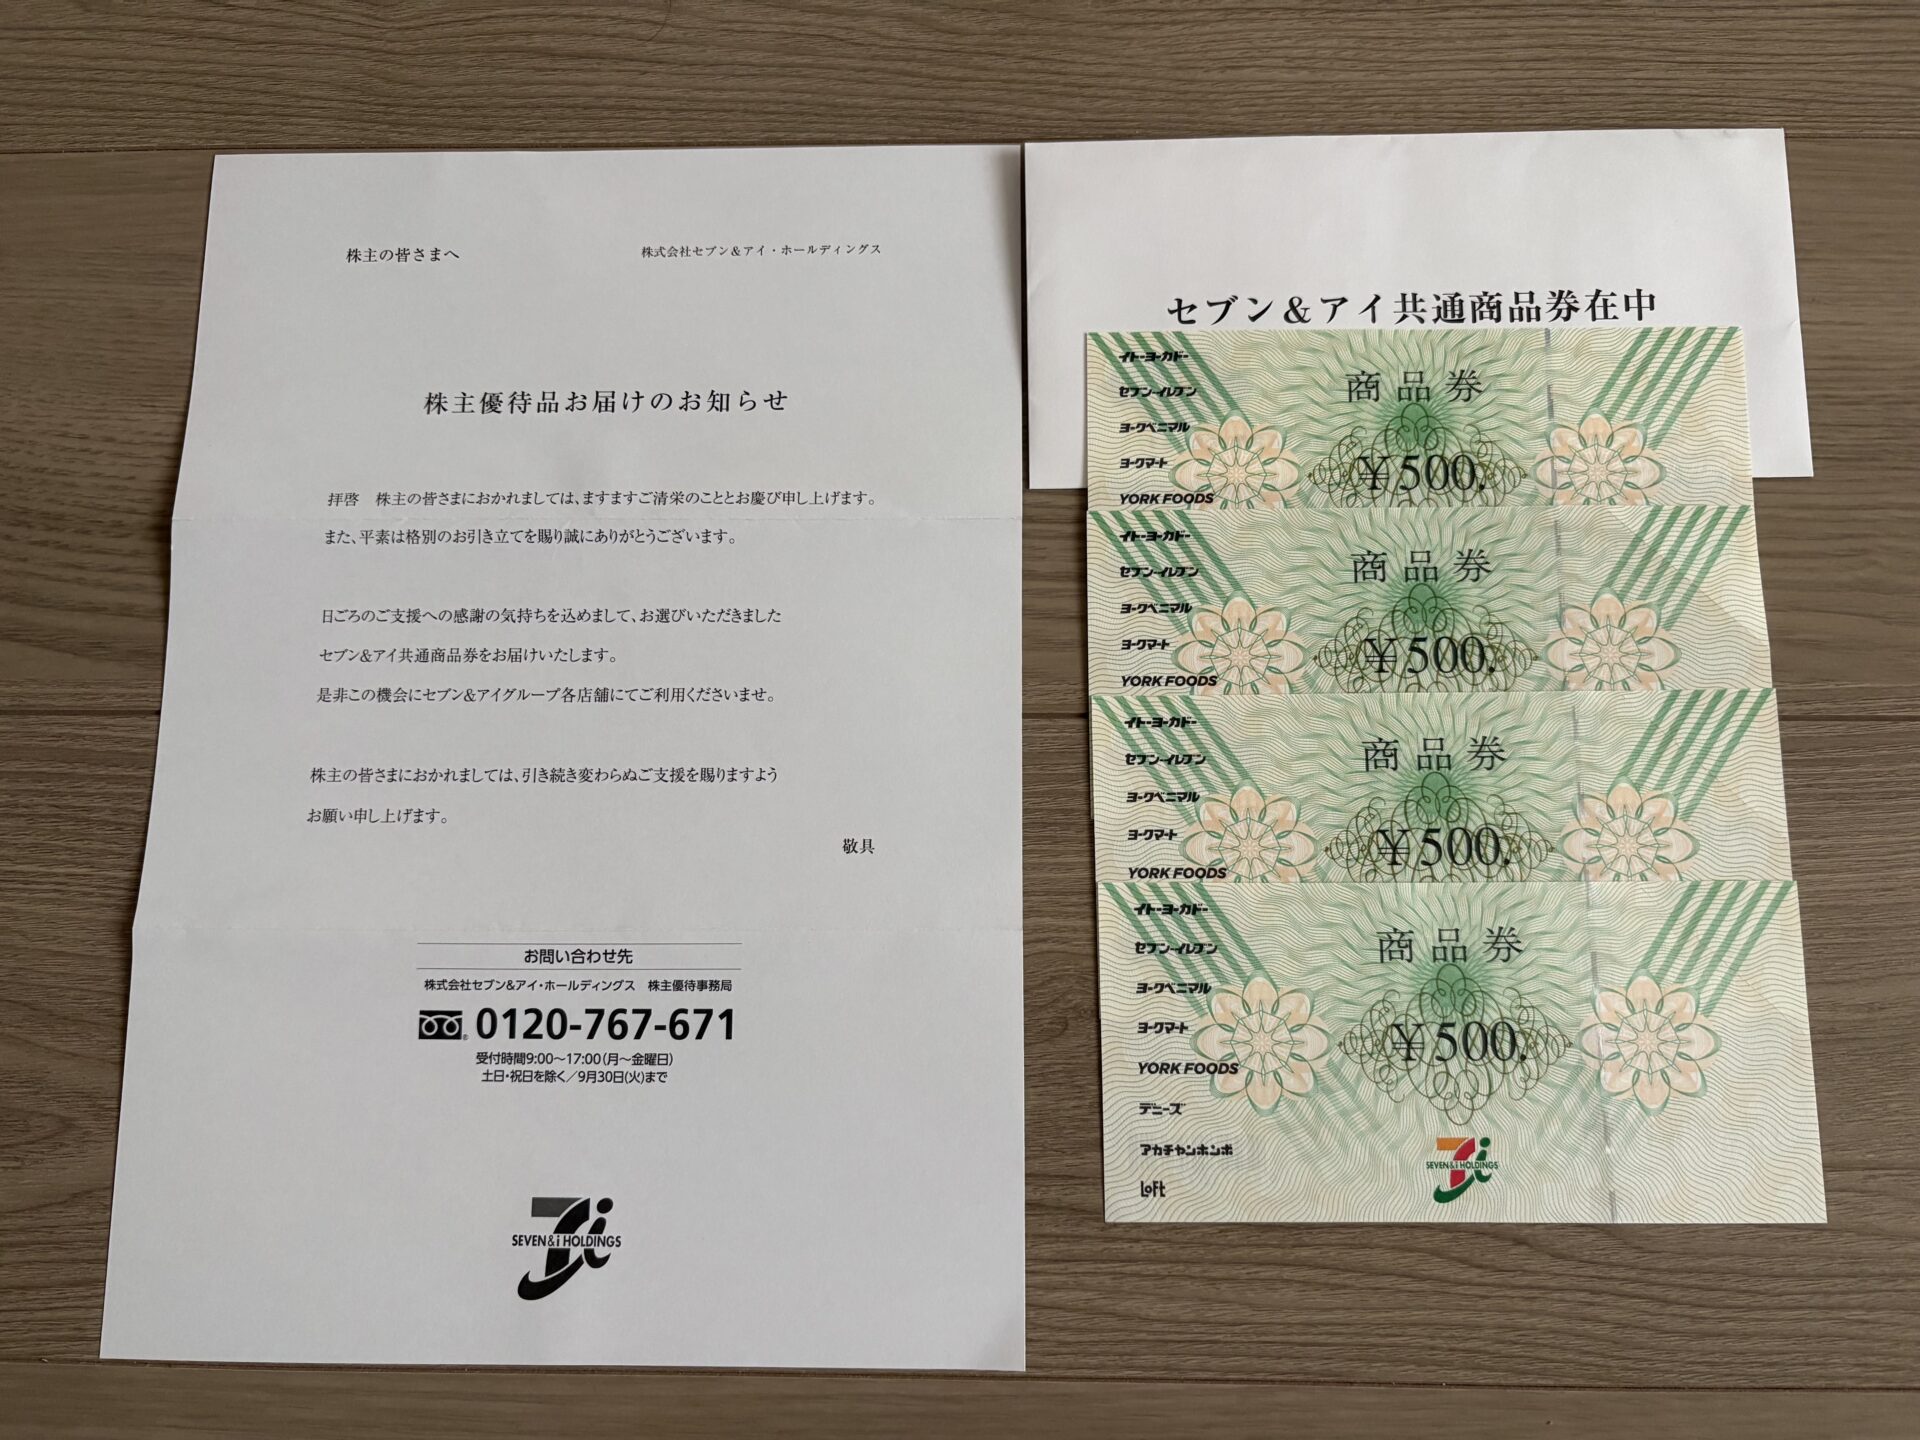 株主の皆さまへ
株式会社セブン&アイ・ホールディングス
株主優待品お届けのお知らせ
拝啓　株主の皆さまにおかれましては、ますますご清栄のこととお慶び申し上げます。
また、平素は格別のお引き立てを賜り誠にありがとうございます。
日ごろのご支援への感謝の気持ちを込めまして、お選びいただきました
セブン&アイ共通商品券をお届けいたします。
是非この機会にセブン&アイグループ各店舗にてご利用くださいませ。
株主の皆さまにおかれましては、引き続き変わらぬご支援を賜りますよう
お願い申し上げます。
敬具
お問い合わせ先
株式会社セブン&アイ・ホールディングス　株主優待事務局
0120-767-671
受付時間9:00〜17:00(月〜金曜日)
土日・祝日を除く/9月30日(火)まで
SEVEN&i HOLDINGS
セブン&アイ共通商品券在中
イトーヨーカドー
セブン-イレブン
ヨークベニマル
ヨークマート
YORK FOODS
商品券
¥500.
イトーヨーカドー
セブン-イレブン
ヨークベニマル
ヨークマート
YORK FOODS
商品券
¥500.
イトーヨーカドー
セブン-イレブン
ヨークベニマル
ヨークマート
YORK FOODS
商品券
¥500.
イトーヨーカドー
セブン-イレブン
ヨークベニマル
ヨークマート
YORK FOODS
デニーズ
アカチャンホンポ
LoFt
商品券
¥500.
SEVEN&i HOLDINGS